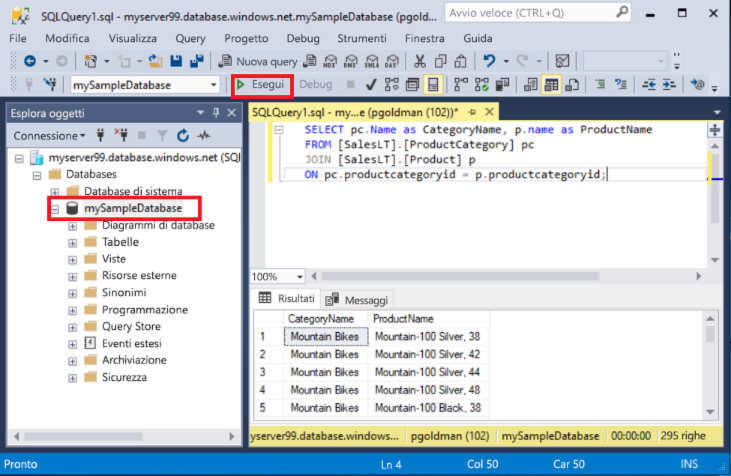 SQLQuery1.sql - myserver99.database.windows.net.mySampleDatabase (pgold...
Avvio veloce (CTRL+Q)
File Modifica Visualizza Query Progetto Debug Strumenti Finestra Guida
Nuova query
mySampleDatabase Esegui Debug
Esplora oggetti
Connessione
myserver99.database.windows.net (SQL
Databases
Database di sistema
mySampleDatabase
Diagrammi di database
Tabelle
Viste
Risorse esterne
Sinonimi
Programmazione
Query Store
Eventi estesi
Archiviazione
Sicurezza
SQLQuery1.sql - my...e (pgoldman (102))*
SELECT pc.Name as CategoryName, p.name as ProductName
FROM [SalesLT].[ProductCategory] pc
JOIN [SalesLT].[Product] p
ON pc.productcategoryid = p.productcategoryid;
100%
Risultati Messaggi
CategoryName ProductName
1 Mountain Bikes Mountain-100 Silver, 38
2 Mountain Bikes Mountain-100 Silver, 42
3 Mountain Bikes Mountain-100 Silver, 44
4 Mountain Bikes Mountain-100 Silver, 48
5 Mountain Bikes Mountain-100 Black, 38
yserver99.database.windows... pgoldman (102) mySampleDatabase 00:00:00 295 righe
Pronto Ln 4 Col 50 Car 50 INS